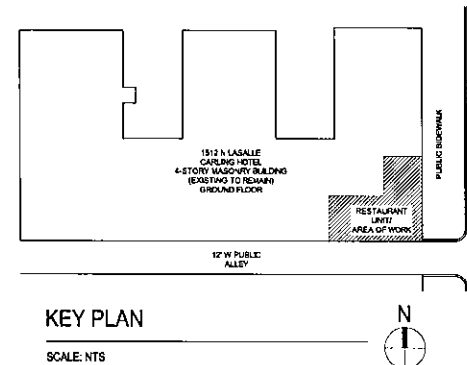 1512 N LASALLE
CARLING HOTEL
4-STORY MASONRY BUILDING
(EXISTING TO REMAIN)
GROUND FLOOR
PUBLIC SIDEWALK
RESTAURANT
UNIT/
AREA OF WORK
12' W PUBLIC
ALLEY
KEY PLAN
SCALE: NTS
N